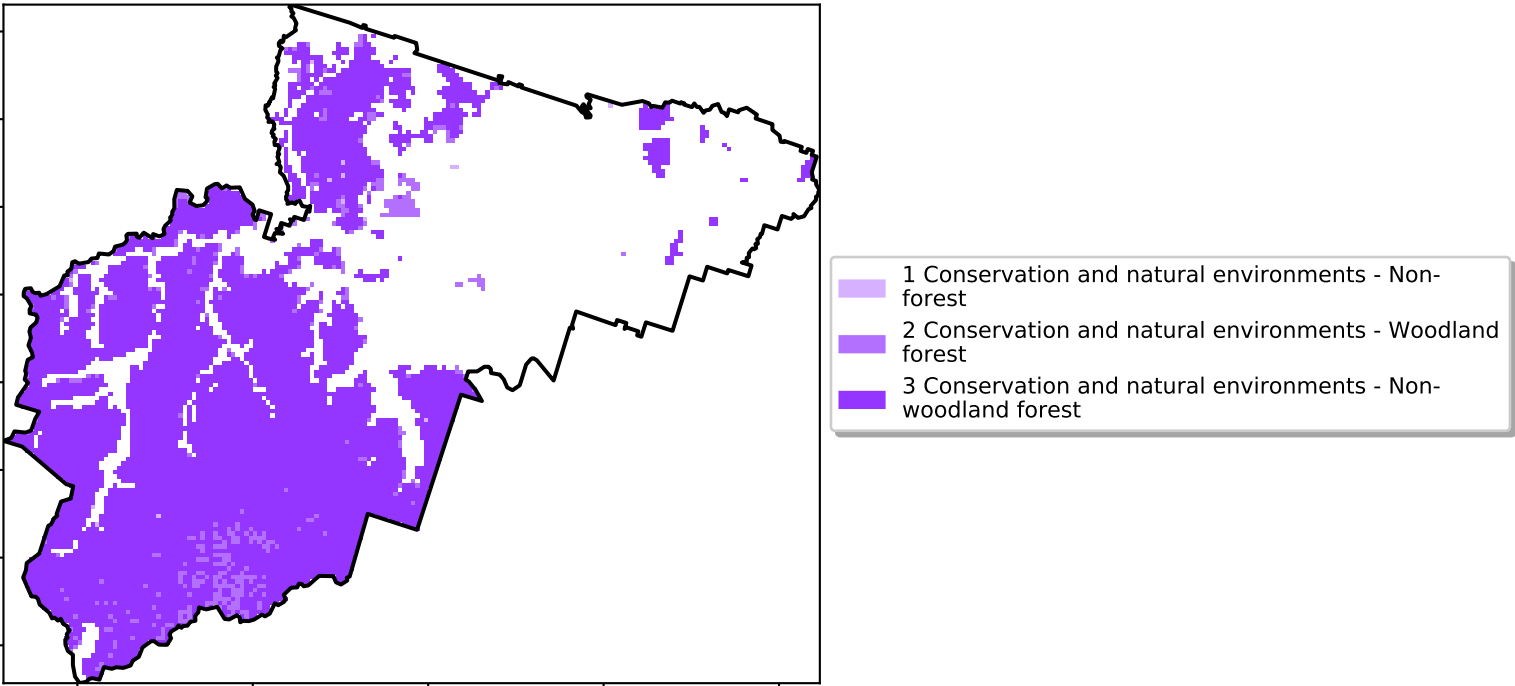 1 Conservation and natural environments - Non-
forest
2 Conservation and natural environments - Woodland
forest
3 Conservation and natural environments - Non-
woodland forest